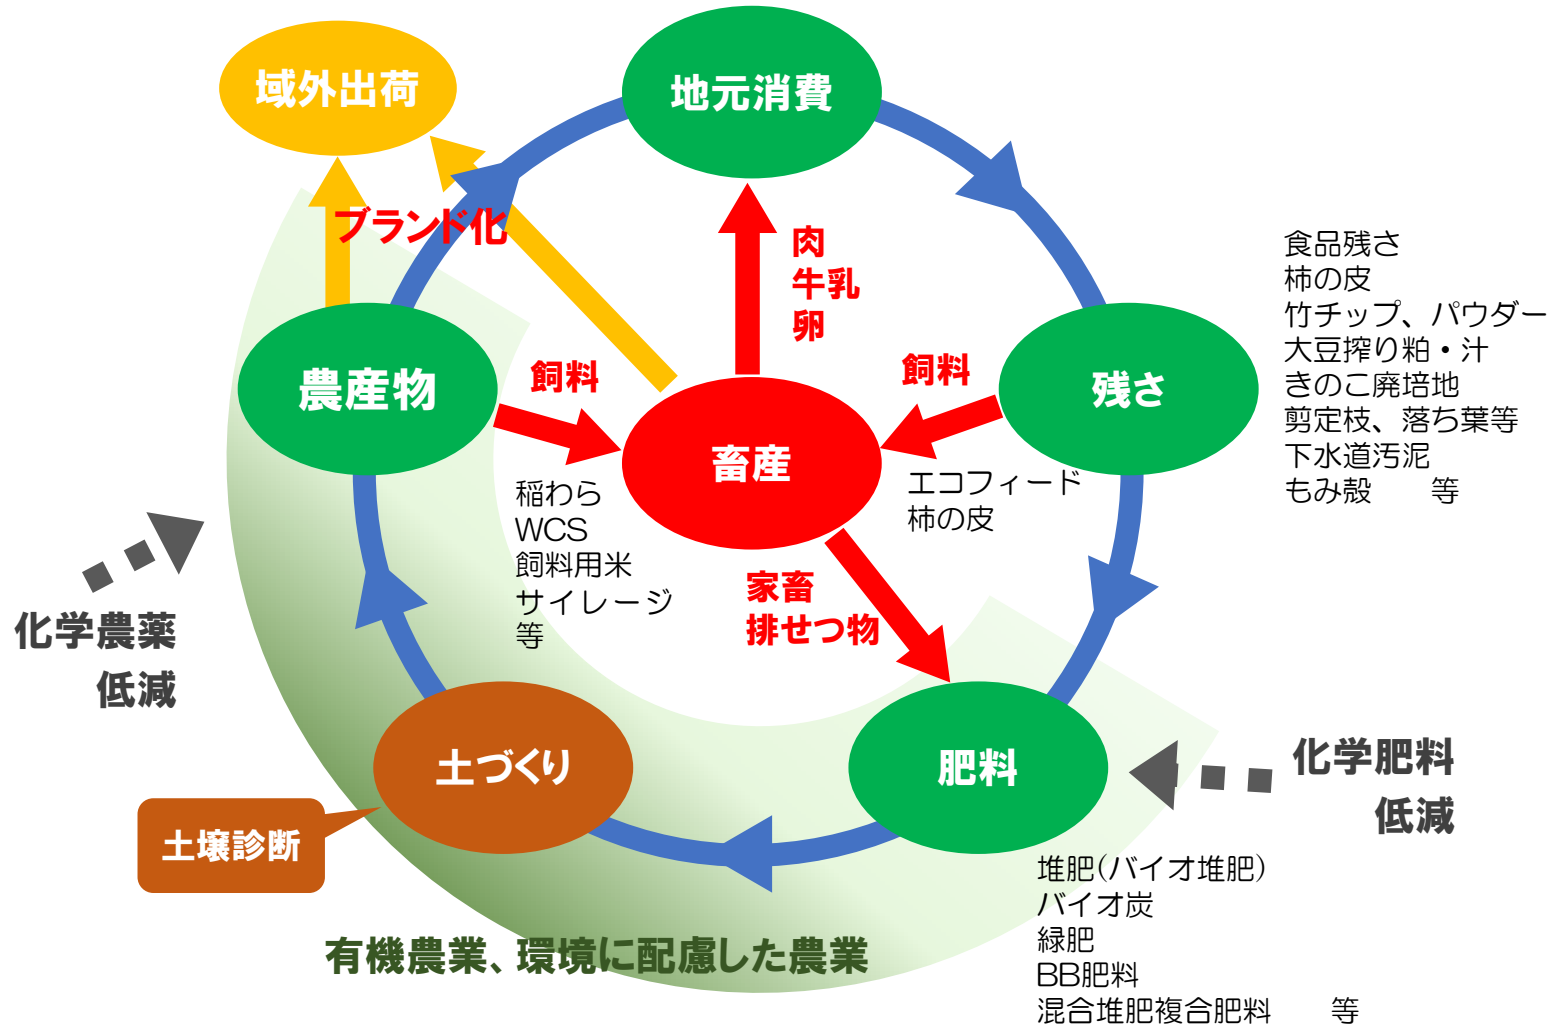 域外出荷
地元消費
ブランド化
肉
牛乳
卵
食品残さ
柿の皮
竹チップ、パウダー
大豆搾り粕・汁
きのこ廃培地
剪定枝、落ち葉等
下水道汚泥
もみ殻　　等
農産物
飼料
飼料
残さ
畜産
稲わら
WCS
飼料用米
サイレージ
等
エコフィード
柿の皮
家畜
排せつ物
化学農薬
低減
土づくり
肥料
化学肥料
低減
土壌診断
堆肥(バイオ堆肥)
バイオ炭
緑肥
BB肥料
混合堆肥複合肥料　　等
有機農業、環境に配慮した農業